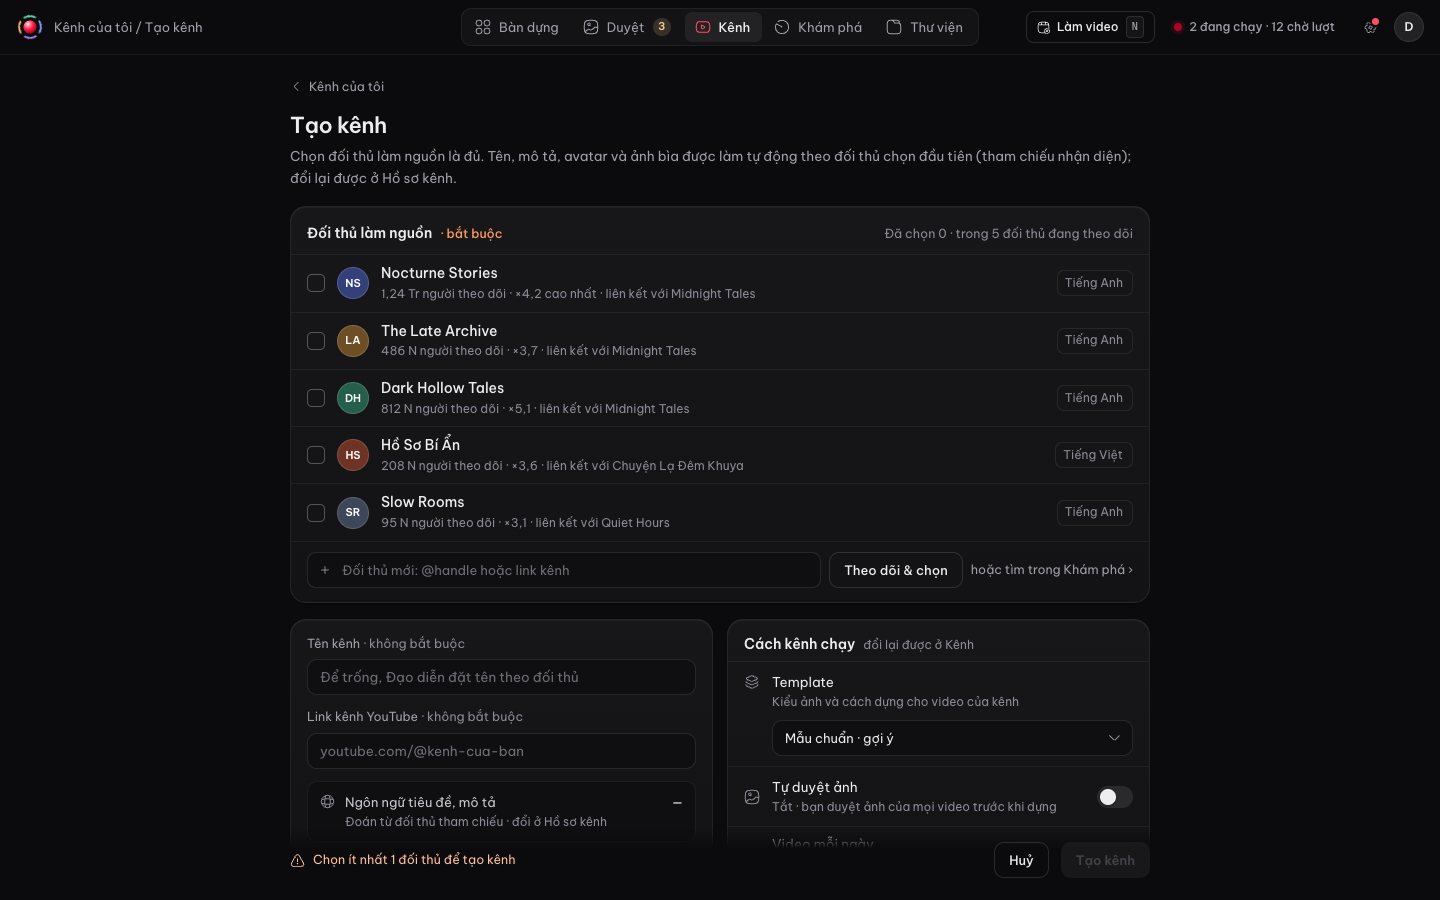 Kênh của tôi / Tạo kênh
Bàn dựng
Duyệt 3
Kênh
Khám phá
Thư viện
Làm video N
2 đang chạy · 12 chờ lượt
D
Kênh của tôi
Tạo kênh
Chọn đối thủ làm nguồn là đủ. Tên, mô tả, avatar và ảnh bìa được làm tự động theo đối thủ chọn đầu tiên (tham chiếu nhận diện);
đổi lại được ở Hồ sơ kênh.
Đối thủ làm nguồn · bắt buộc
Đã chọn 0 · trong 5 đối thủ đang theo dõi
NS
Nocturne Stories
1,24 Tr người theo dõi · ×4,2 cao nhất · liên kết với Midnight Tales
Tiếng Anh
LA
The Late Archive
486 N người theo dõi · ×3,7 · liên kết với Midnight Tales
Tiếng Anh
DH
Dark Hollow Tales
812 N người theo dõi · ×5,1 · liên kết với Midnight Tales
Tiếng Anh
HS
Hồ Sơ Bí Ẩn
208 N người theo dõi · ×3,6 · liên kết với Chuyện Lạ Đêm Khuya
Tiếng Việt
SR
Slow Rooms
95 N người theo dõi · ×3,1 · liên kết với Quiet Hours
Tiếng Anh
+ Đối thủ mới: @handle hoặc link kênh
Theo dõi & chọn
hoặc tìm trong Khám phá ›
Tên kênh · không bắt buộc
Để trống, Đạo diễn đặt tên theo đối thủ
Link kênh YouTube · không bắt buộc
youtube.com/@kenh-cua-ban
Ngôn ngữ tiêu đề, mô tả
–
Đoán từ đối thủ tham chiếu · đổi ở Hồ sơ kênh
Cách kênh chạy đổi lại được ở Kênh
Template
Kiểu ảnh và cách dựng cho video của kênh
Mẫu chuẩn · gợi ý
Tự duyệt ảnh
Tắt · bạn duyệt ảnh của mọi video trước khi dựng
Video mỗi ngày
Chọn ít nhất 1 đối thủ để tạo kênh
Huỷ
Tạo kênh